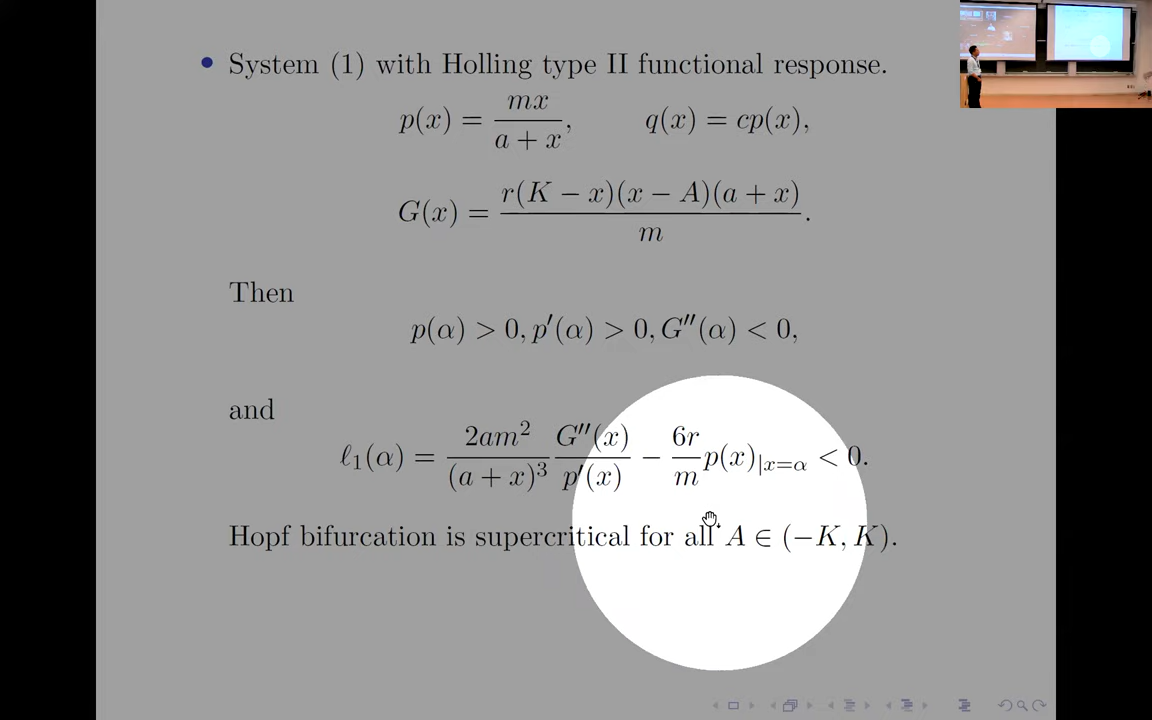 • System (1) with Holling type II functional response.
p(x) = mx / (a + x), q(x) = cp(x),
G(x) = r(K − x)(x − A)(a + x) / m.
Then
p(α) > 0, p′(α) > 0, G″(α) < 0,
and
ℓ₁(α) = 2am² / (a + x)³ G″(x) / p′(x) − 6r / m p(x)|x=α < 0.
Hopf bifurcation is supercritical for all A ∈ (−K, K).